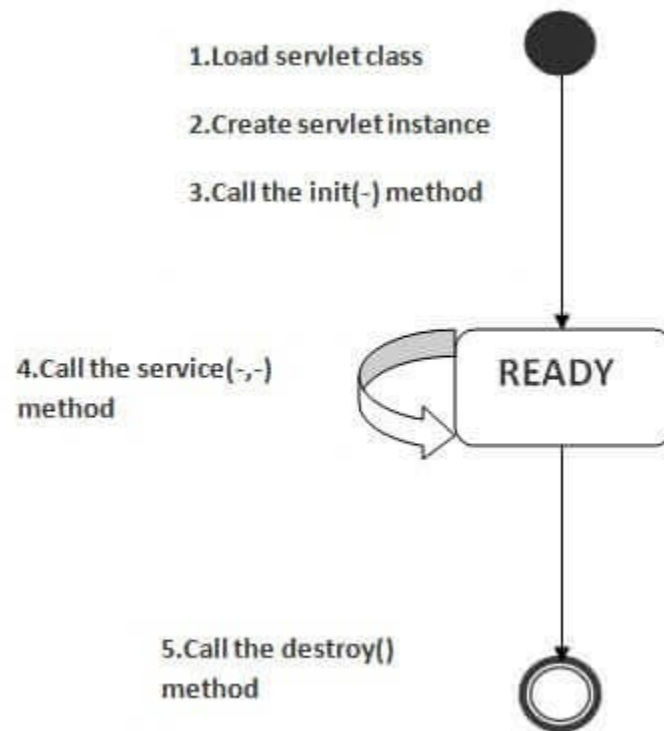 1.Load servlet class
2.Create servlet instance
3.Call the init(-) method
4.Call the service(-,-)
method
READY
5.Call the destroy()
method